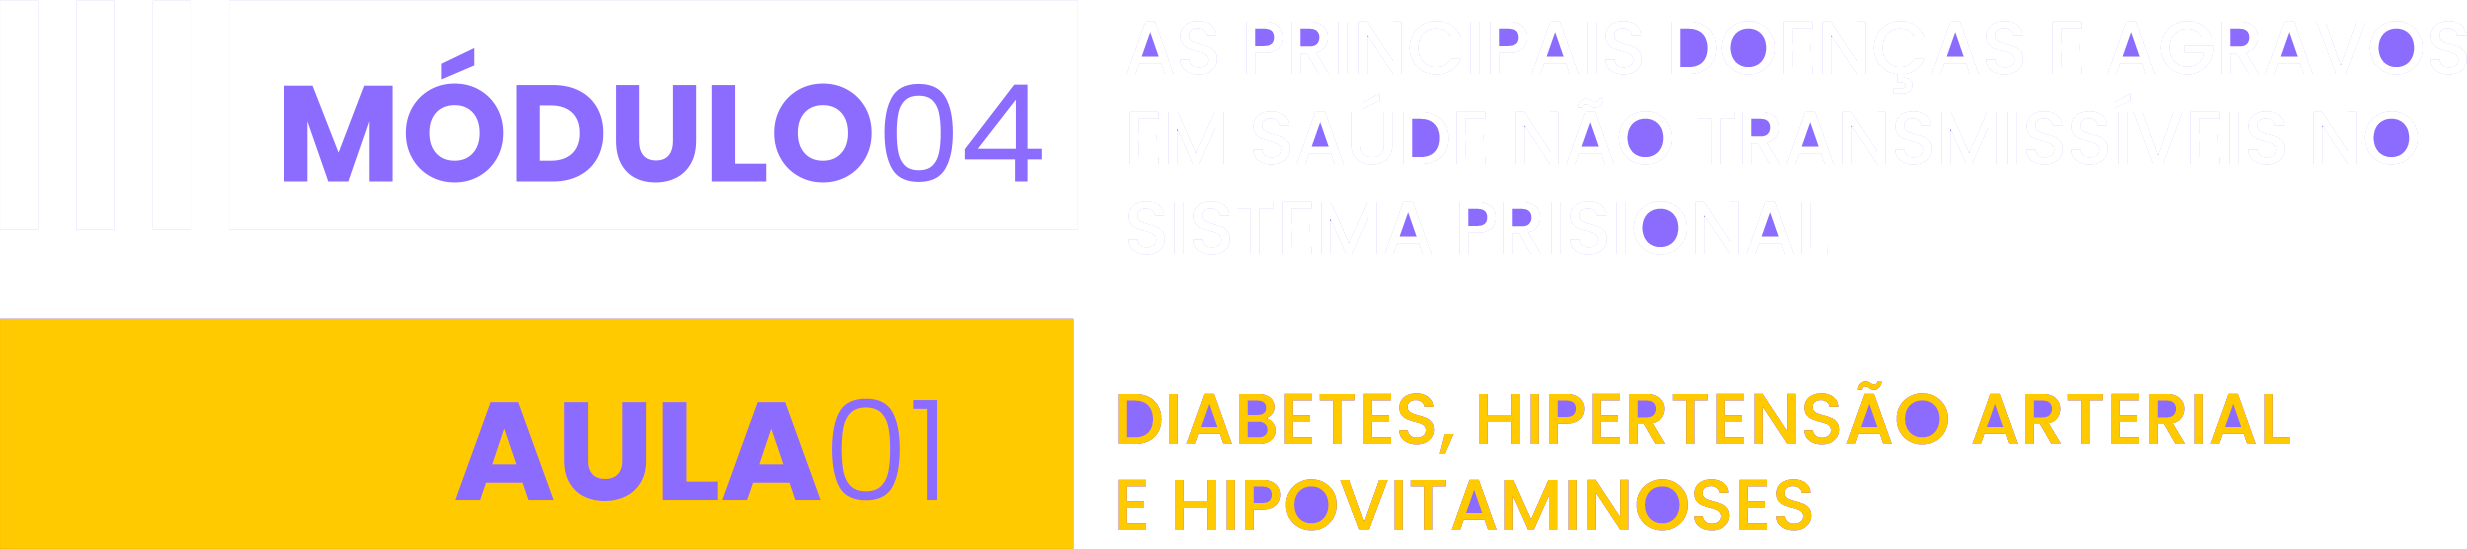 MÓDULO04
AS PRINCIPAIS DOENÇAS E AGRAVOS
EM SAÚDE NÃO TRANSMISSÍVEIS NO
SISTEMA PRISIONAL
AULA01
DIABETES, HIPERTENSÃO ARTERIAL
E HIPOVITAMINOSES